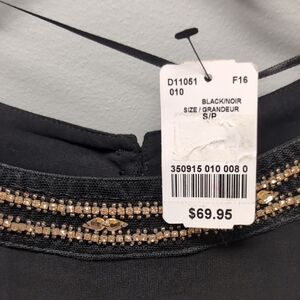 D11051 F16
010
BLACK/NOIR
SIZE / GRANDEUR
S/P
350915 010 008 0
$69.95